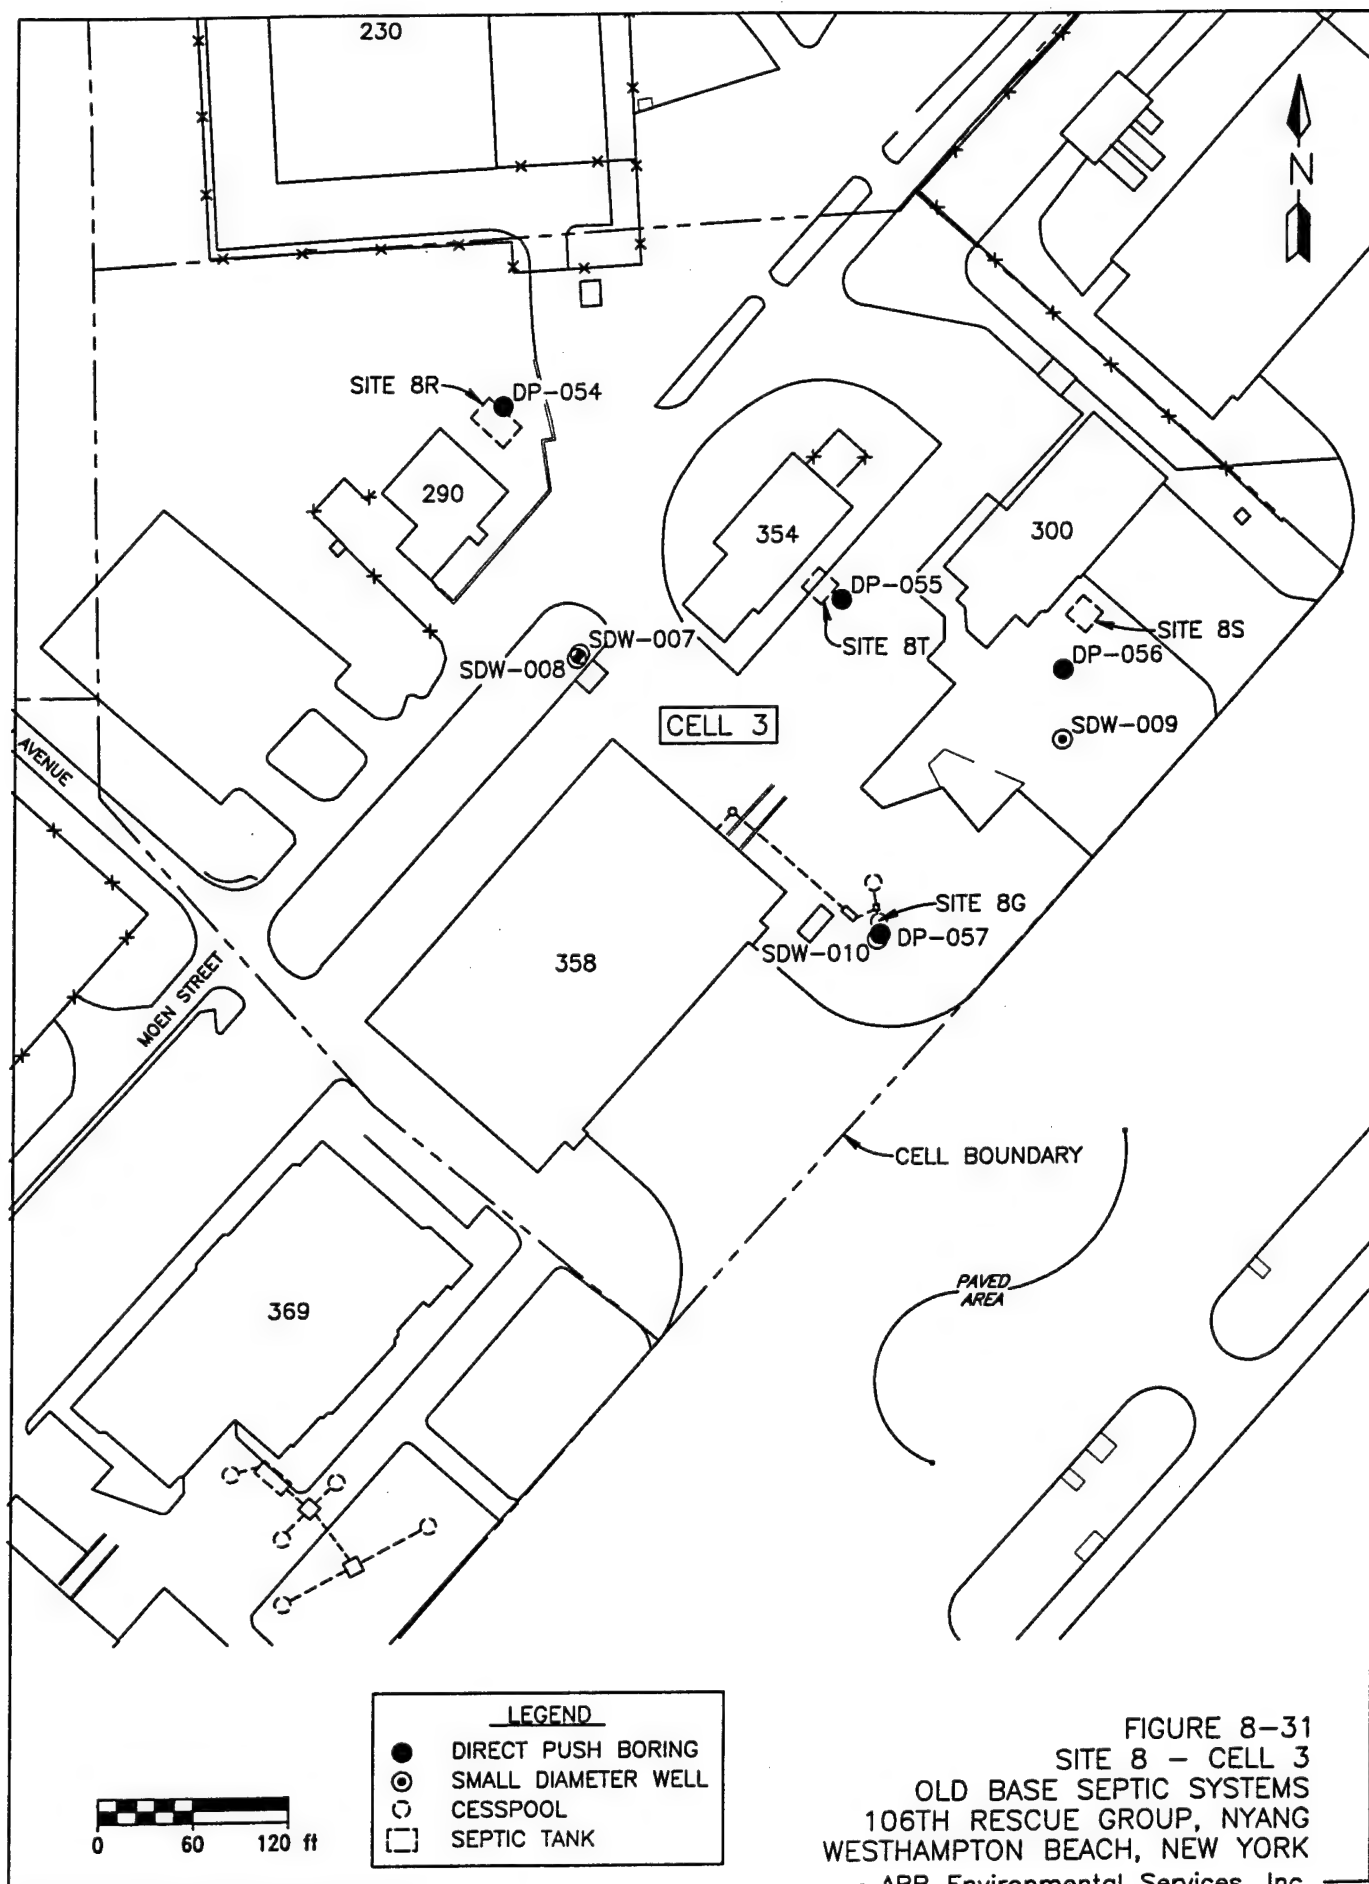 230
N
SITE 8R
DP-054
290
354
300
DP-055
SITE 8T
SITE 8S
DP-056
SDW-007
SDW-008
CELL 3
SDW-009
AVENUE
SITE 8G
DP-057
SDW-010
358
MOEN STREET
CELL BOUNDARY
PAVED
AREA
369
LEGEND
DIRECT PUSH BORING
SMALL DIAMETER WELL
CESSPOOL
SEPTIC TANK
0 60 120 ft
FIGURE 8-31
SITE 8 - CELL 3
OLD BASE SEPTIC SYSTEMS
106TH RESCUE GROUP, NYANG
WESTHAMPTON BEACH, NEW YORK
Environmental Services, Inc.